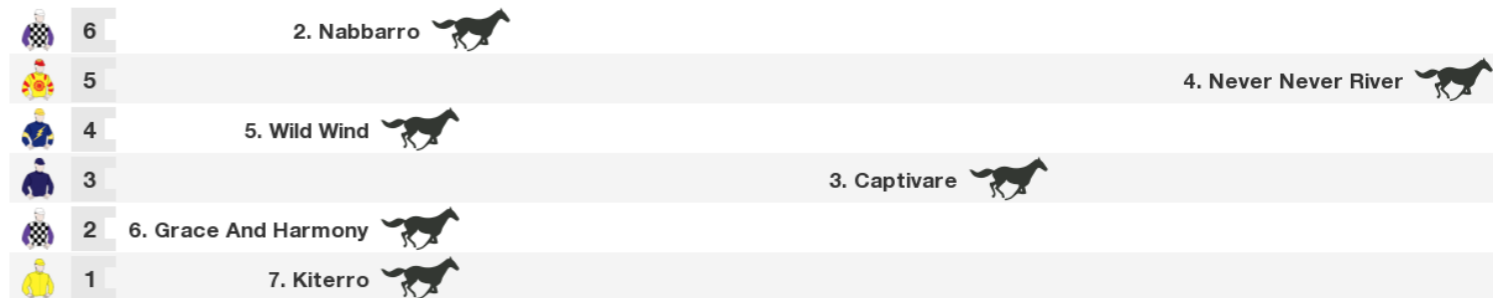 6 2. Nabbarro
5 4. Never Never River
4 5. Wild Wind
3 3. Captivare
2 6. Grace And Harmony
1 7. Kiterro